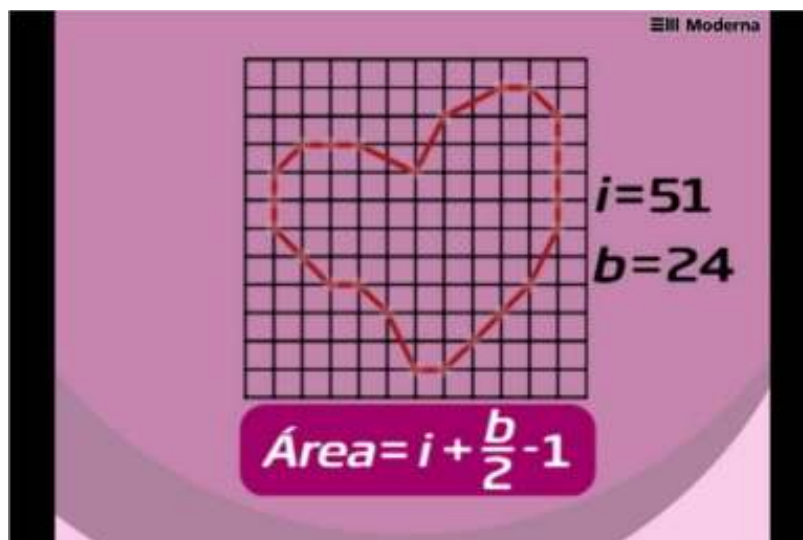 Moderna
i=51
b=24
Área= i + b/2 -1